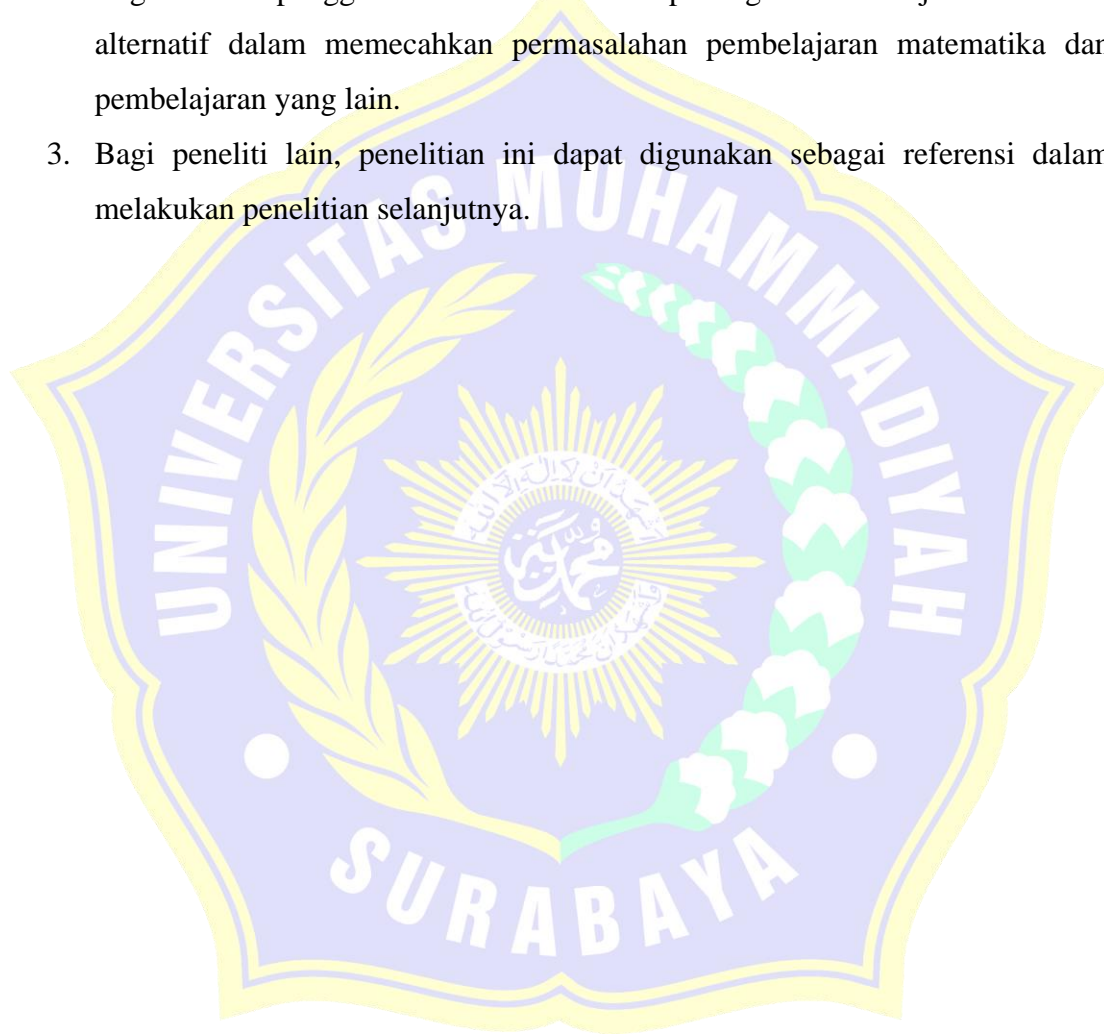 alternatif dalam memecahkan permasalahan pembelajaran matematika dan
pembelajaran yang lain.
3. Bagi peneliti lain, penelitian ini dapat digunakan sebagai referensi dalam
melakukan penelitian selanjutnya.
UNIVERSITAS MUHAMMADIYAH
SURABAYA